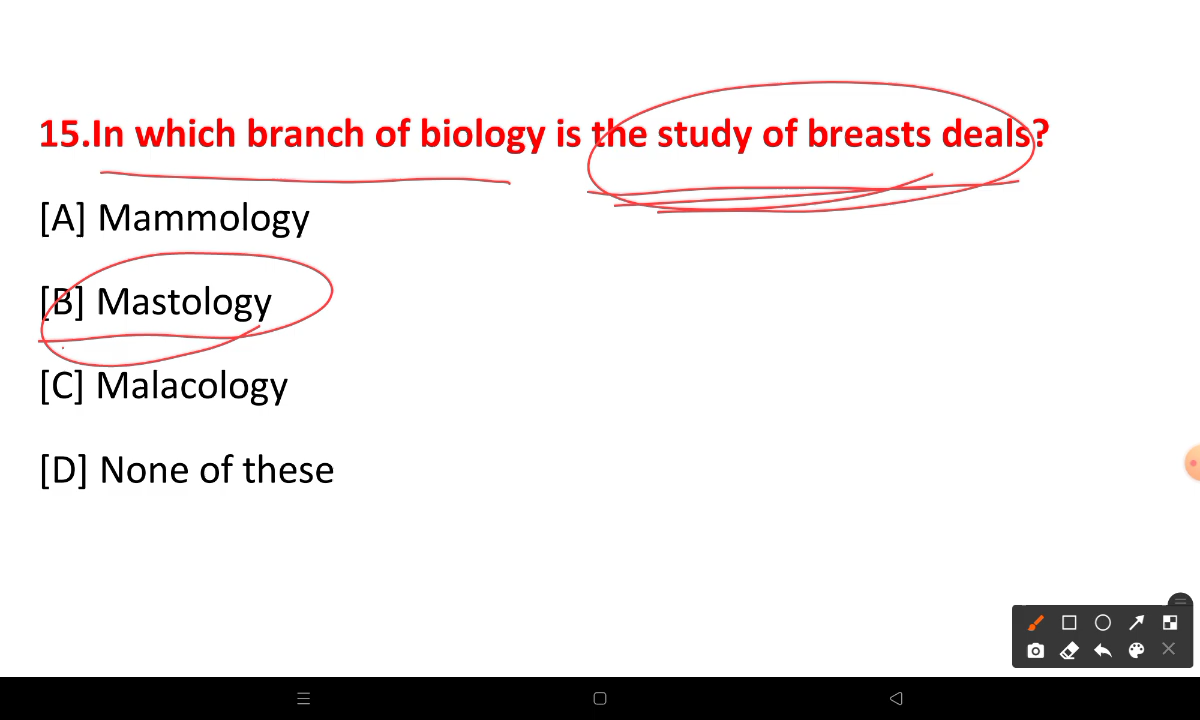 15.In which branch of biology is the study of breasts deals?
[A] Mammology
[B] Mastology
[C] Malacology
[D] None of these